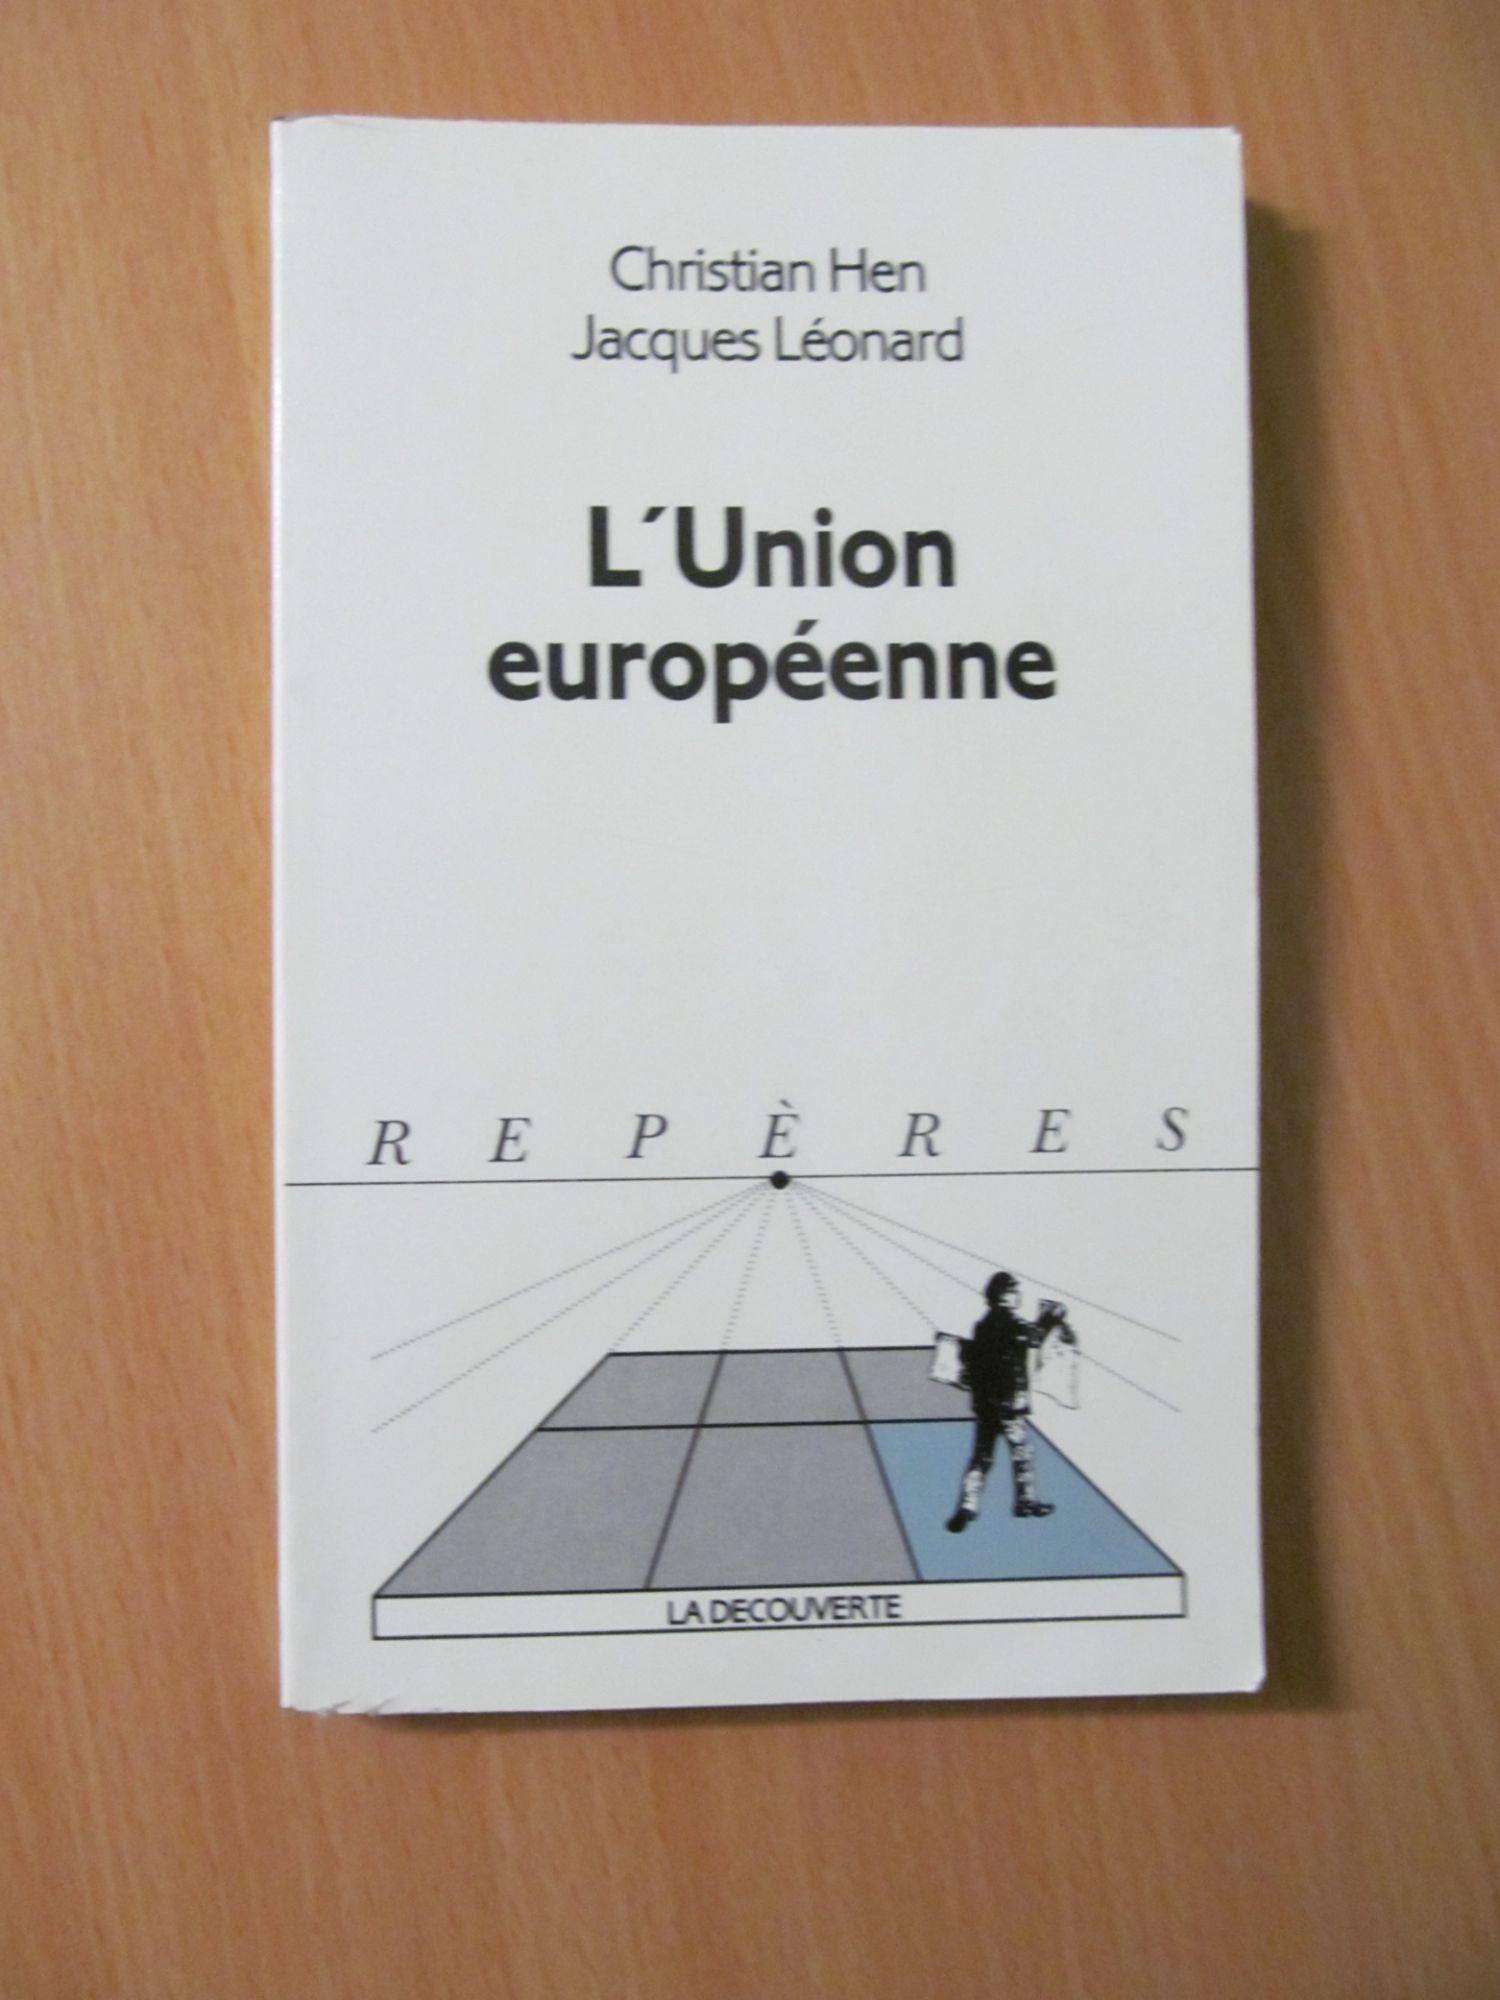 Christian Hen
Jacques Léonard
L´Union
européenne
REPÈRES
LA DECOUVERTE